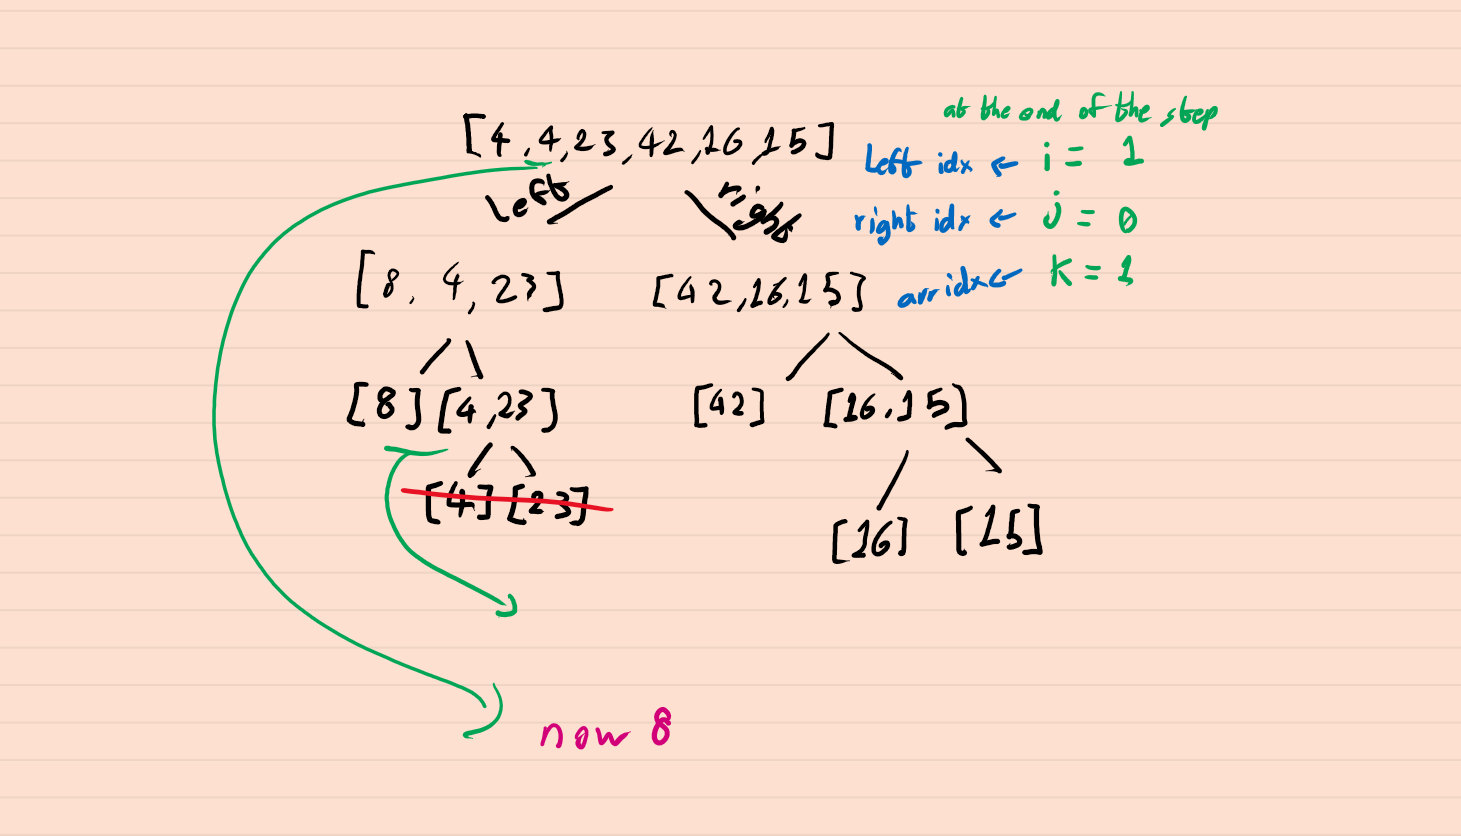 at the end of the step
[4,4,23,42,16,15]
Left idx ← i = 1
left
right
right idx ← j = 0
[8, 4, 23]
[42,16,15]
arr idx ← K = 1
[8] [4,23]
[42] [16,15]
[4] [23]
[16] [15]
now 8